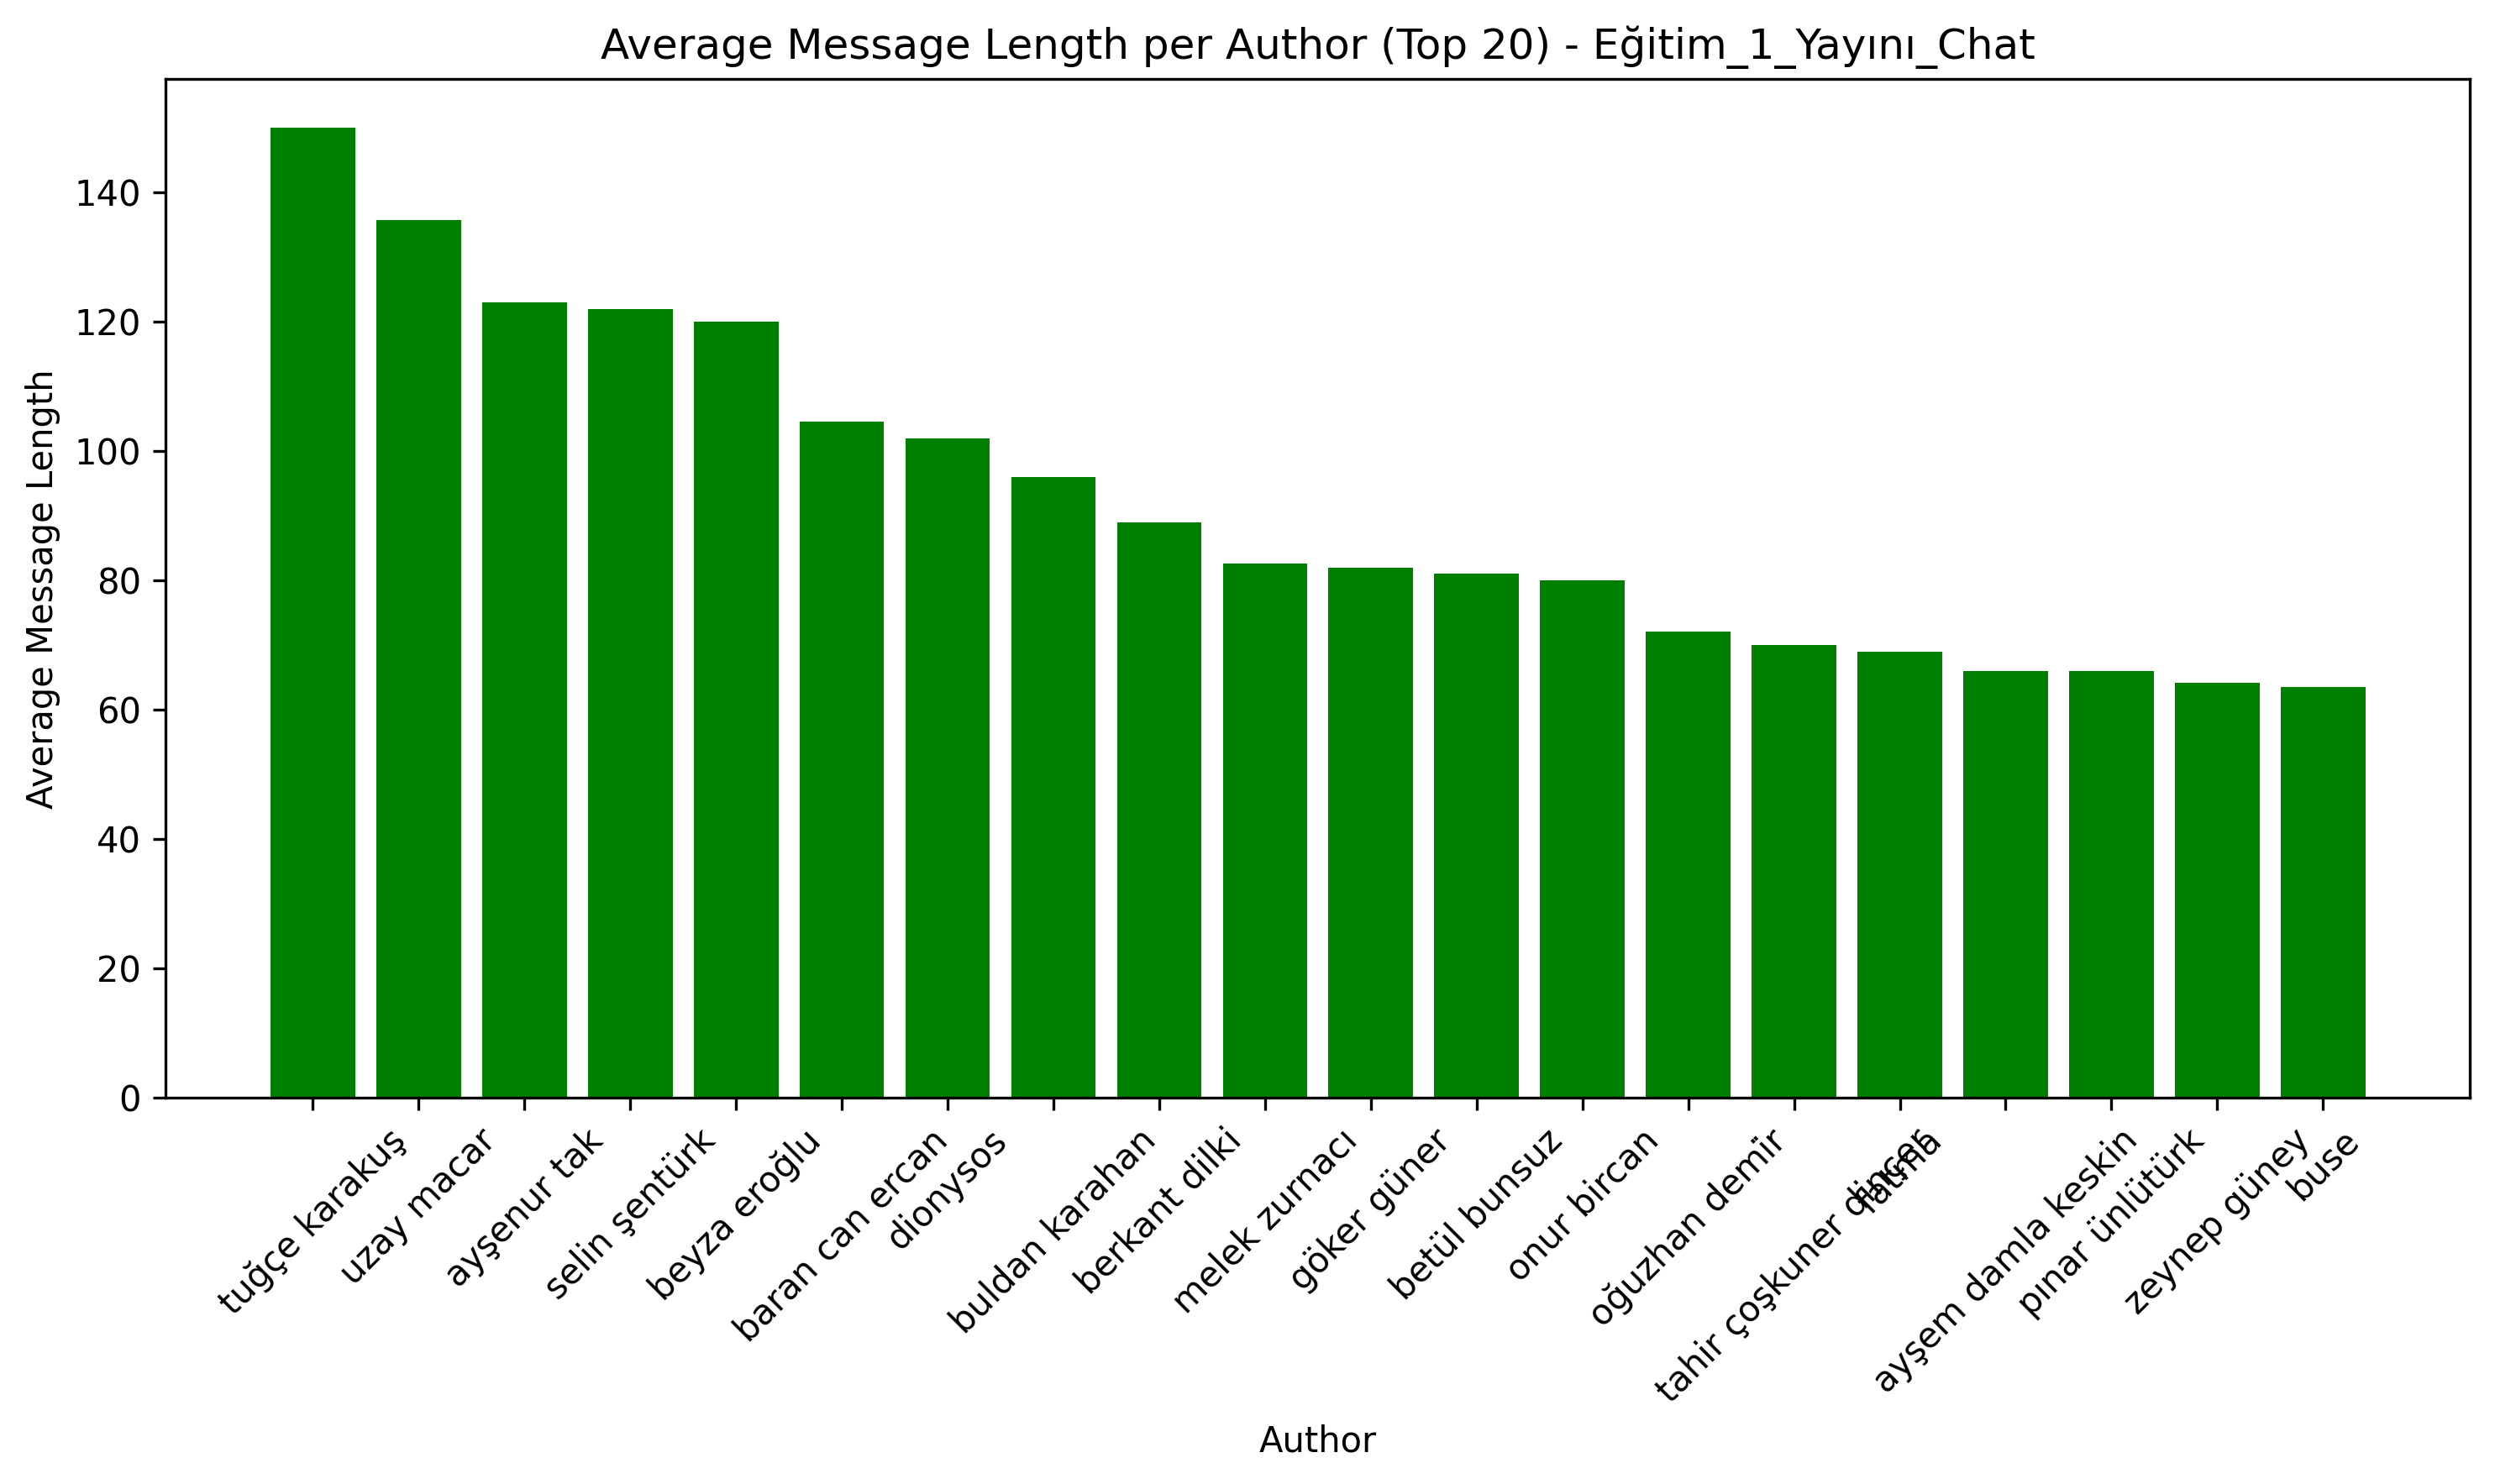 Average Message Length per Author (Top 20) - Eğitim_1_Yayını_Chat
Average Message Length
140
120
100
80
60
40
20
0
tuğçe karakuş
uzay macar
ayşenur tak
selin şentürk
beyza eroğlu
baran can ercan
dionysos
buldan karahan
berkant dilki
melek zurnacı
göker güner
betül bunsuz
onur bircan
oğuzhan demi̇r
tahir çoşkuner dinçer
fatma
ayşem damla keskin
pınar ünlütürk
zeynep güney
buse
Author